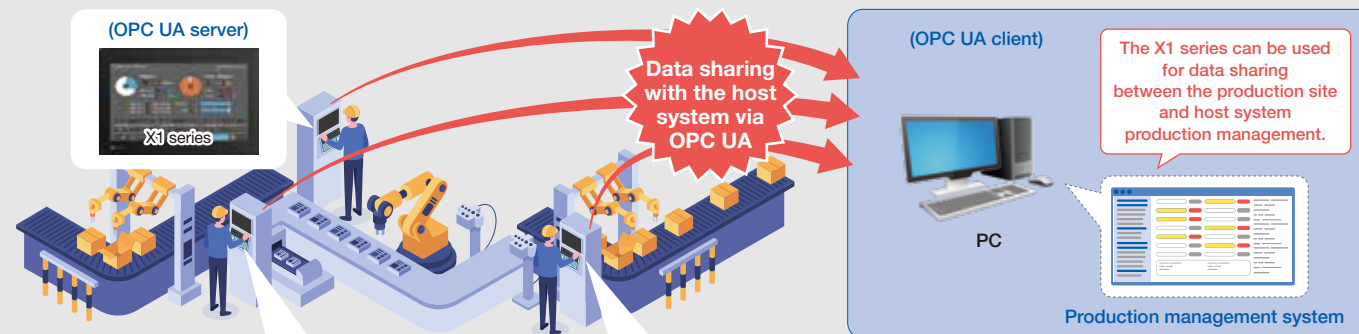 (OPC UA server)
X1 series
Data sharing
with the host
system via
OPC UA
(OPC UA client)
The X1 series can be used
for data sharing
between the production site
and host system
production management.
PC
Production management system